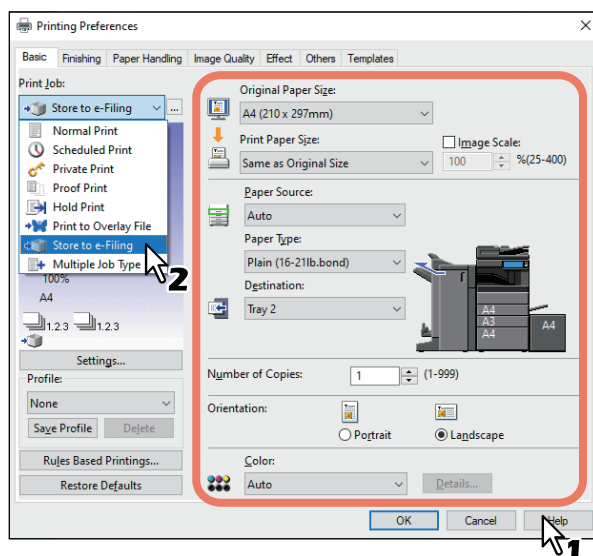 Printing Preferences
Basic Finishing Paper Handling Image Quality Effect Others Templates
Print Job:
Store to e-Filing ...
Normal Print
Scheduled Print
Private Print
Proof Print
Hold Print
Print to Overlay File
Store to e-Filing
Multiple Job Type
2
100%
A4
1.2.3 1.2.3
Settings...
Profile:
None
Save Profile Delete
Rules Based Printings...
Restore Defaults
Original Paper Size:
A4 (210 x 297mm)
Print Paper Size:
Same as Original Size
Image Scale:
100 %(25-400)
Paper Source:
Auto
Paper Type:
Plain (16-21lb.bond)
Destination:
Tray 2
A4
A3
A4
A4
Number of Copies: 1 (1-999)
Orientation:
Portrait Landscape
Color:
Auto Details...
OK Cancel Help
1